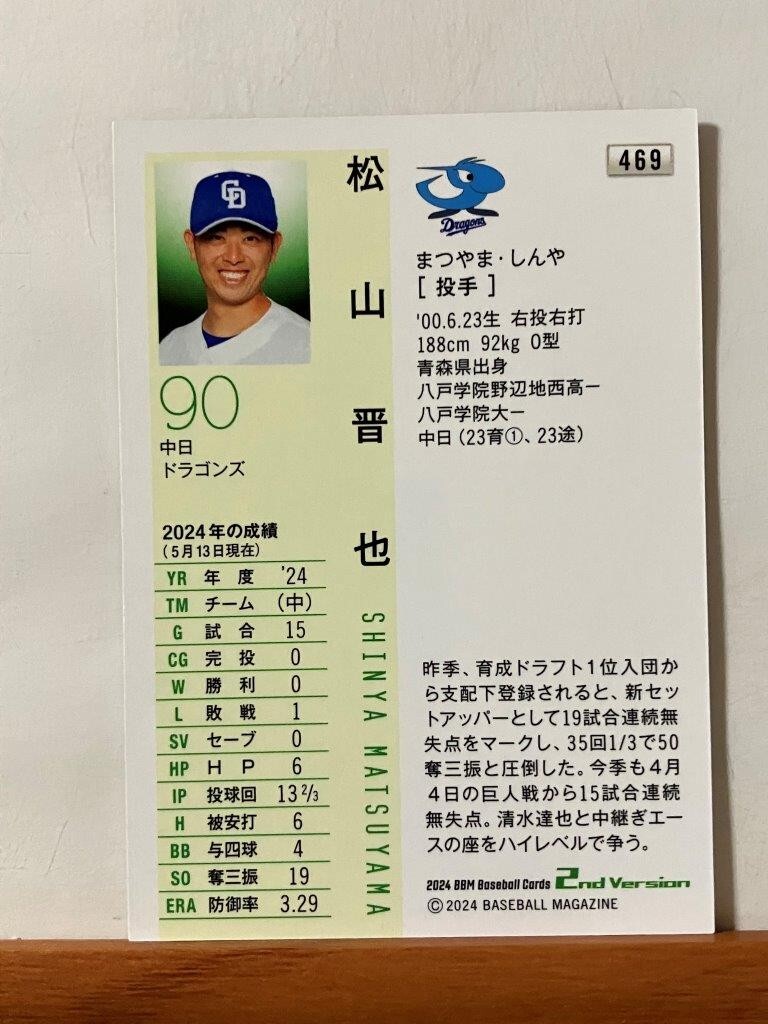 469
CD
松山晋也
SHINYA MATSUYAMA
90
中日
ドラゴンズ
2024年の成績
(5月13日現在)
YR 年度 '24
TM チーム (中)
G 試合 15
CG 完投 0
W 勝利 0
L 敗戦 1
SV セーブ 0
HP HP 6
IP 投球回 13 2/3
H 被安打 6
BB 与四球 4
SO 奪三振 19
ERA 防御率 3.29
Dragons
まつやま・しんや
[ 投手 ]
'00.6.23生 右投右打
188cm 92kg O型
青森県出身
八戸学院野辺地西高ー
八戸学院大ー
中日(23育①、23途)
昨季、育成ドラフト1位入団か
ら支配下登録されると、新セッ
トアッパーとして19試合連続無
失点をマークし、35回1/3で50
奪三振と圧倒した。今季も4月
4日の巨人戦から15試合連続
無失点。清水達也と中継ぎエー
スの座をハイレベルで争う。
2024 BBM Baseball Cards 2nd Version
© 2024 BASEBALL MAGAZINE